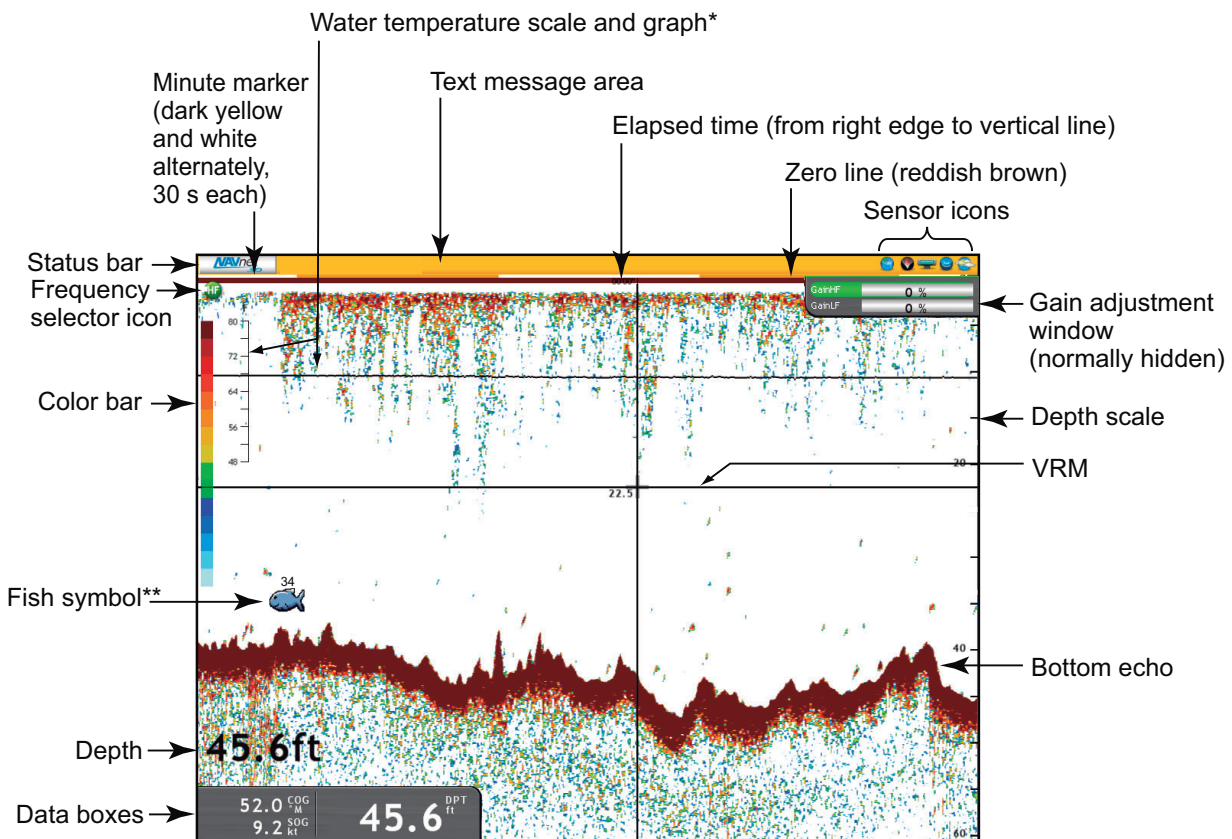 Water temperature scale and graph*
Text message area
Minute marker
(dark yellow
and white
alternately,
30 s each)
Elapsed time (from right edge to vertical line)
Zero line (reddish brown)
Sensor icons
Status bar
NAVnet
Frequency
selector icon
HF
GainHF
0 %
GainLF
0 %
Gain adjustment
window
(normally hidden)
80
72
64
56
48
Color bar
Depth scale
20
VRM
22.5
Fish symbol**
34
40
Bottom echo
Depth
45.6ft
Data boxes
52.0 COG °M
9.2 SOG kt
45.6 DPT ft
60